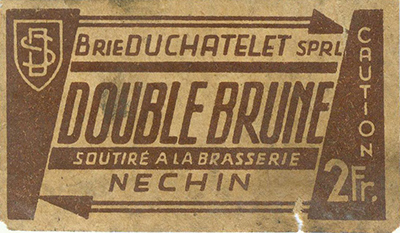 BrieDUCHATELET SPRL
DOUBLE BRUNE
SOUTIRÉ A LA BRASSERIE
NECHIN
CAUTION
2Fr.